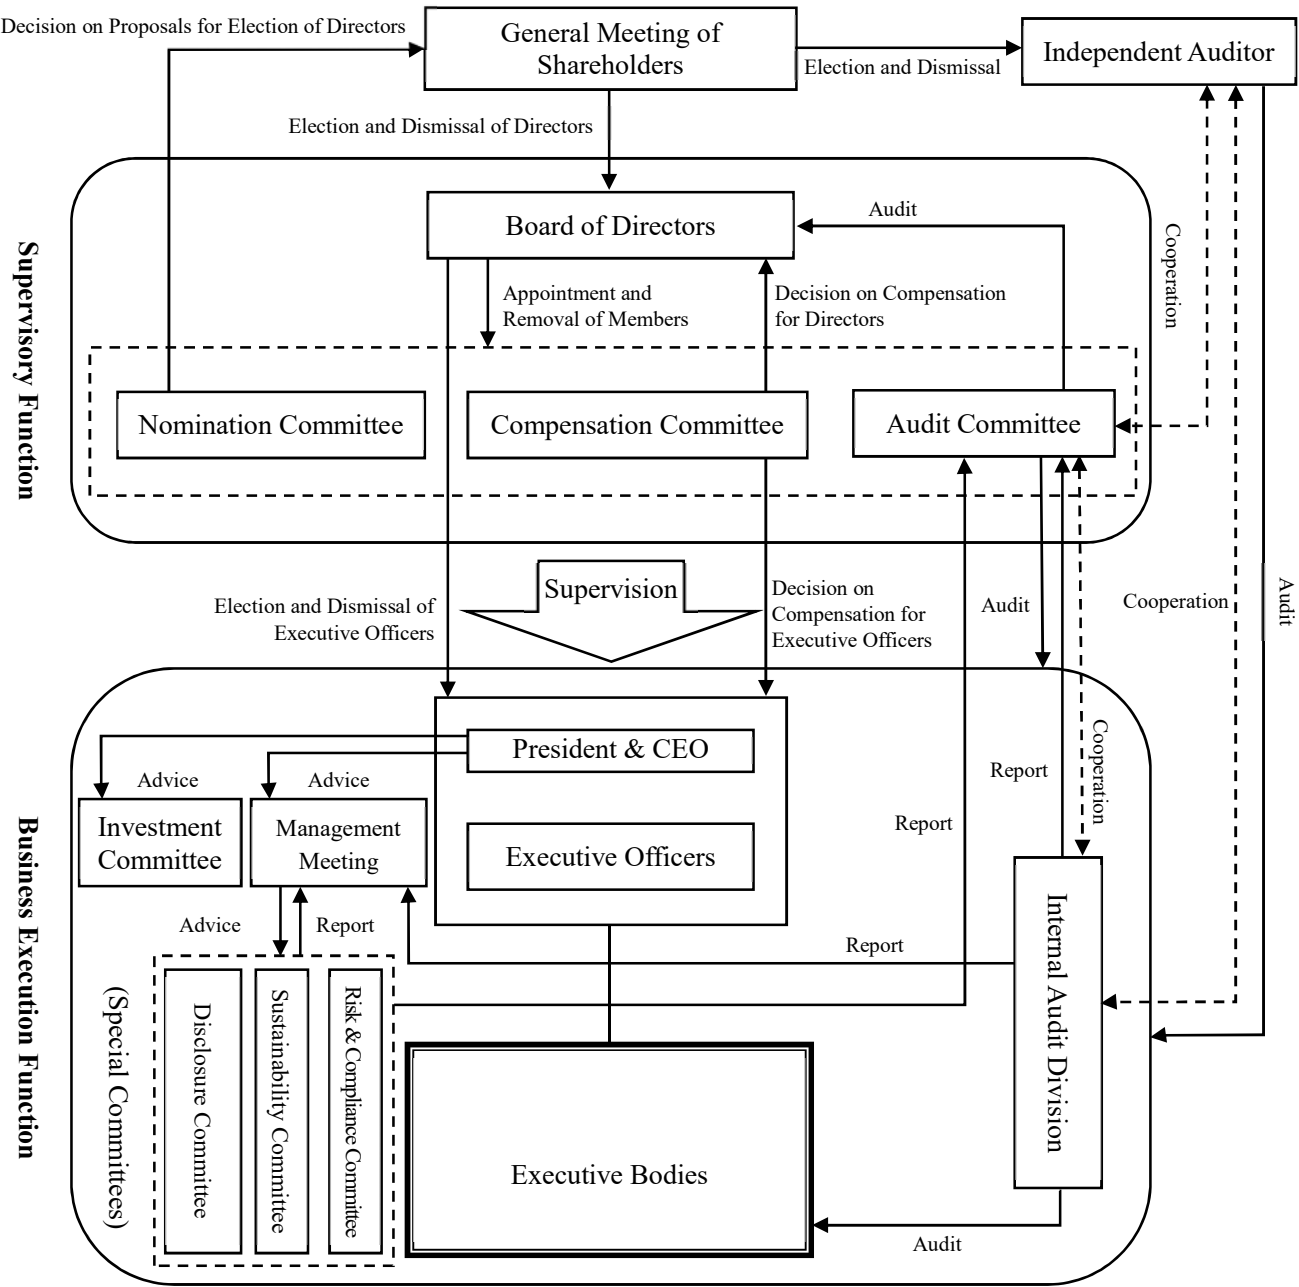 Decision on Proposals for Election of Directors
General Meeting of
Shareholders
Election and Dismissal
Independent Auditor
Election and Dismissal of Directors
Supervisory Function
Board of Directors
Audit
Cooperation
Appointment and
Removal of Members
Decision on Compensation
for Directors
Nomination Committee
Compensation Committee
Audit Committee
Election and Dismissal of
Executive Officers
Supervision
Decision on
Compensation for
Executive Officers
Audit
Cooperation
Audit
Business Execution Function
President & CEO
Advice
Advice
Investment
Committee
Management
Meeting
Executive Officers
Report
Report
Cooperation
Advice
Report
Report
Internal Audit Division
(Special Committees)
Disclosure Committee
Sustainability Committee
Risk & Compliance Committee
Executive Bodies
Audit